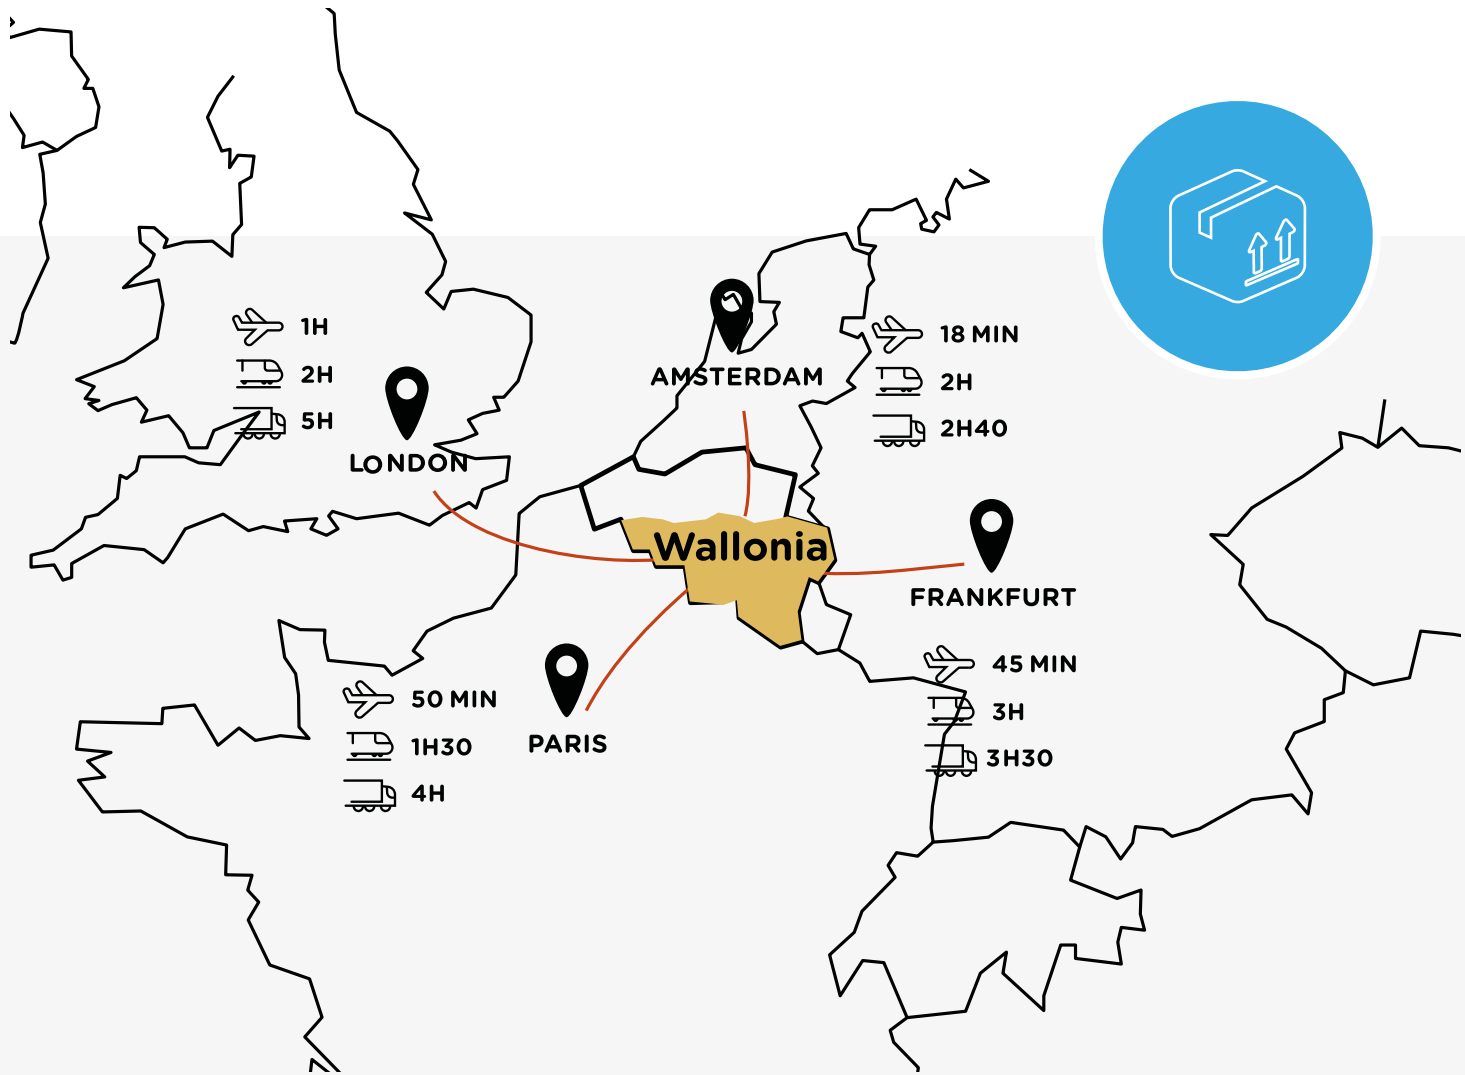 1H
2H
5H
LONDON
AMSTERDAM
18 MIN
2H
2H40
Wallonia
FRANKFURT
45 MIN
3H
3H30
50 MIN
1H30
4H
PARIS